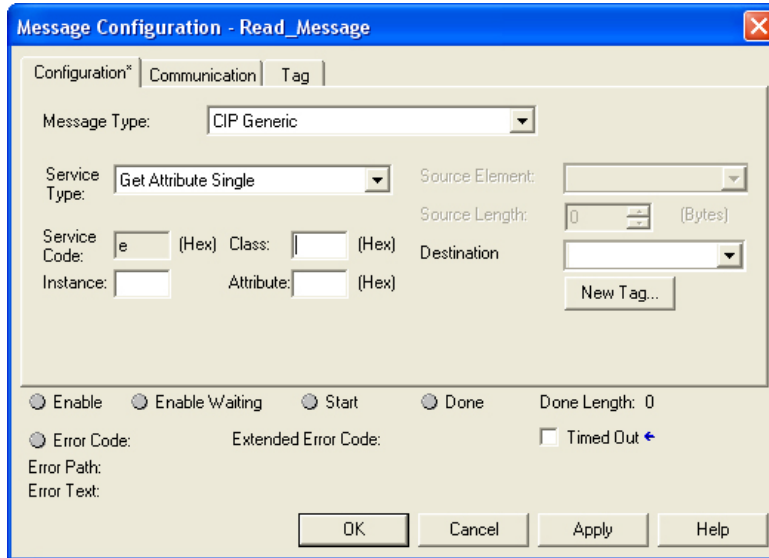 Message Configuration - Read_Message
Configuration* Communication Tag
Message Type: CIP Generic
Service Type: Get Attribute Single
Source Element:
Source Length: 0 (Bytes)
Service Code: e (Hex) Class: (Hex)
Destination
Instance: Attribute: (Hex)
New Tag...
Enable Enable Waiting Start Done Done Length: 0
Error Code: Extended Error Code: Timed Out
Error Path:
Error Text:
OK Cancel Apply Help